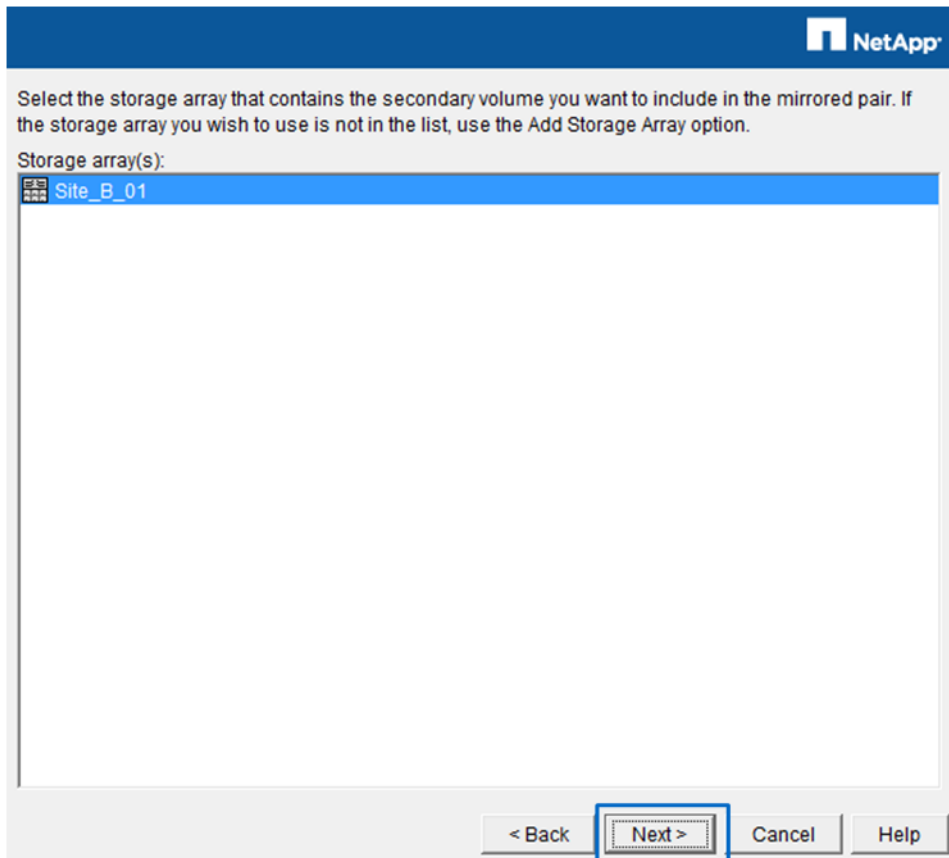 NetApp
Select the storage array that contains the secondary volume you want to include in the mirrored pair. If
the storage array you wish to use is not in the list, use the Add Storage Array option.
Storage array(s):
Site_B_01
< Back Next > Cancel Help